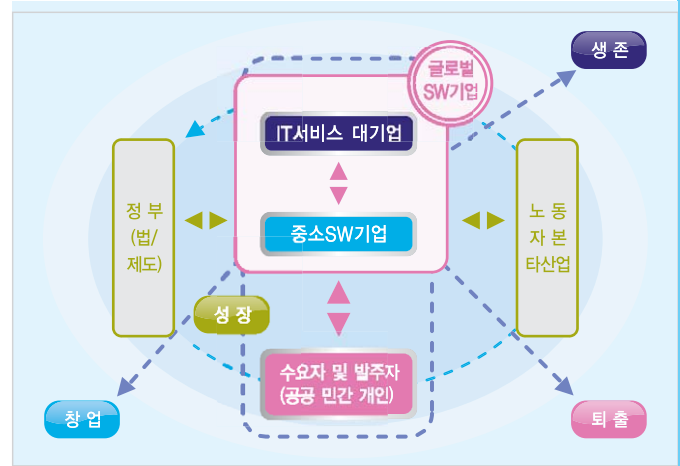 생 존
글로벌
SW기업
IT서비스 대기업
정 부
(법/
제도)
중소SW기업
노 동
자 본
타산업
성 장
수요자 및 발주자
(공공 민간 개인)
창 업
퇴 출